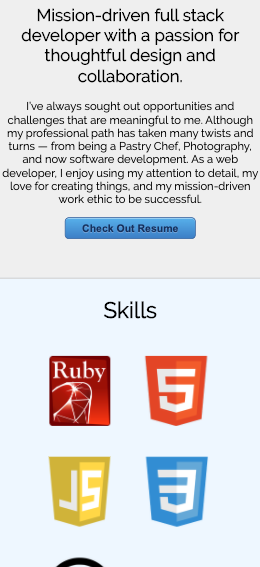 Mission-driven full stack
developer with a passion for
thoughtful design and
collaboration.
I've always sought out opportunities and
challenges that are meaningful to me. Although
my professional path has taken many twists and
turns — from being a Pastry Chef, Photography,
and now software development. As a web
developer, I enjoy using my attention to detail, my
love for creating things, and my mission-driven
work ethic to be successful.
Check Out Resume
Skills
Ruby
5
JS
3